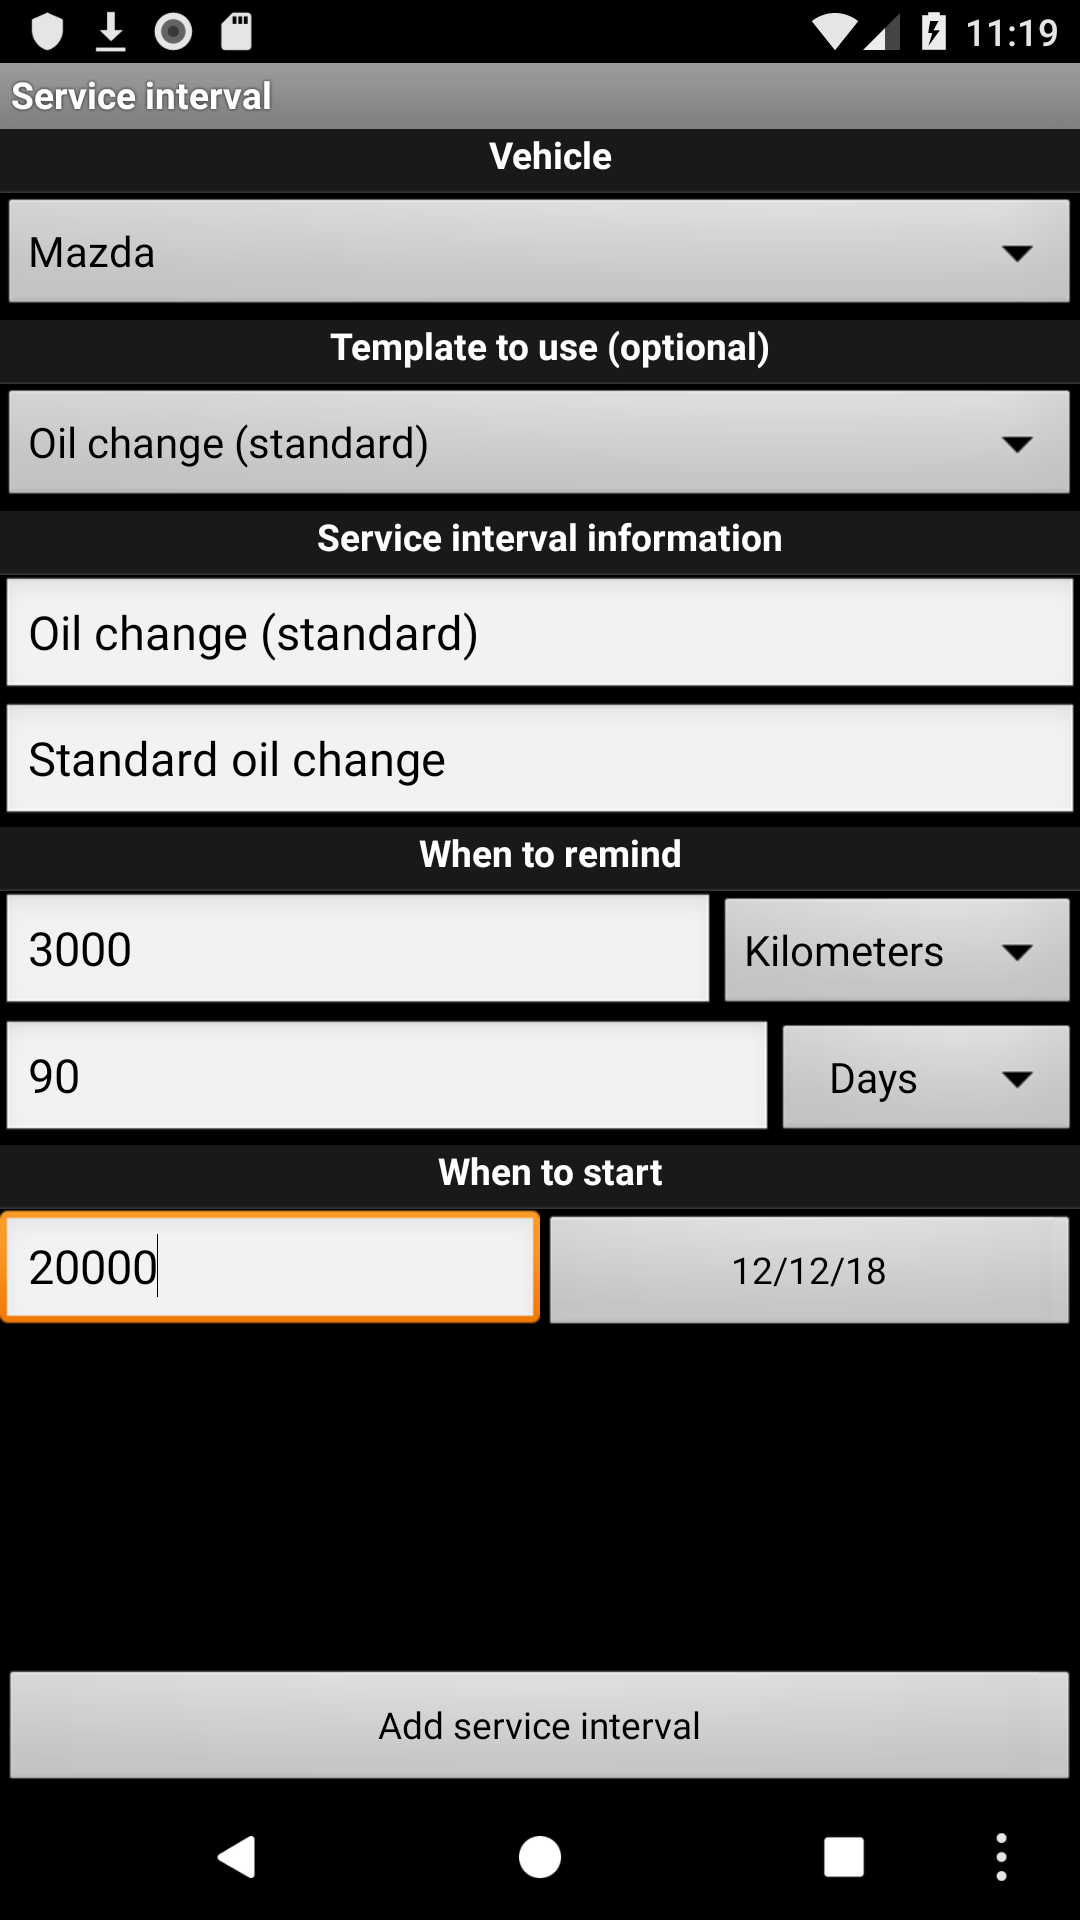 11:19
Service interval
Vehicle
Mazda
Template to use (optional)
Oil change (standard)
Service interval information
Oil change (standard)
Standard oil change
When to remind
3000 Kilometers
90 Days
When to start
20000 12/12/18
Add service interval